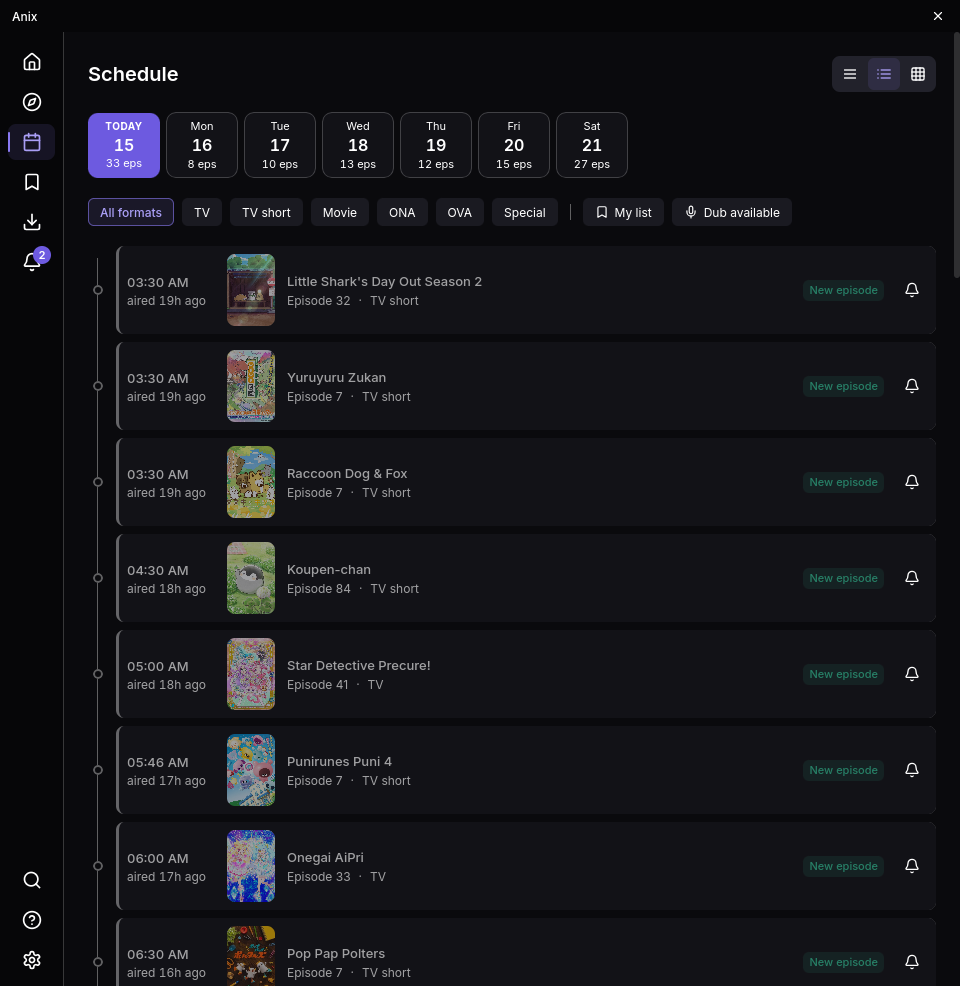 Anix
Schedule
TODAY
15
33 eps
Mon
16
8 eps
Tue
17
10 eps
Wed
18
13 eps
Thu
19
12 eps
Fri
20
15 eps
Sat
21
27 eps
All formats
TV
TV short
Movie
ONA
OVA
Special
My list
Dub available
2
03:30 AM
aired 19h ago
Little Shark's Day Out Season 2
Episode 32 · TV short
New episode
03:30 AM
aired 19h ago
Yuruyuru Zukan
Episode 7 · TV short
New episode
03:30 AM
aired 19h ago
Raccoon Dog & Fox
Episode 7 · TV short
New episode
04:30 AM
aired 18h ago
Koupen-chan
Episode 84 · TV short
New episode
05:00 AM
aired 18h ago
Star Detective Precure!
Episode 41 · TV
New episode
05:46 AM
aired 17h ago
Punirunes Puni 4
Episode 7 · TV short
New episode
06:00 AM
aired 17h ago
Onegai AiPri
Episode 33 · TV
New episode
06:30 AM
aired 16h ago
Pop Pap Polters
Episode 7 · TV short
New episode